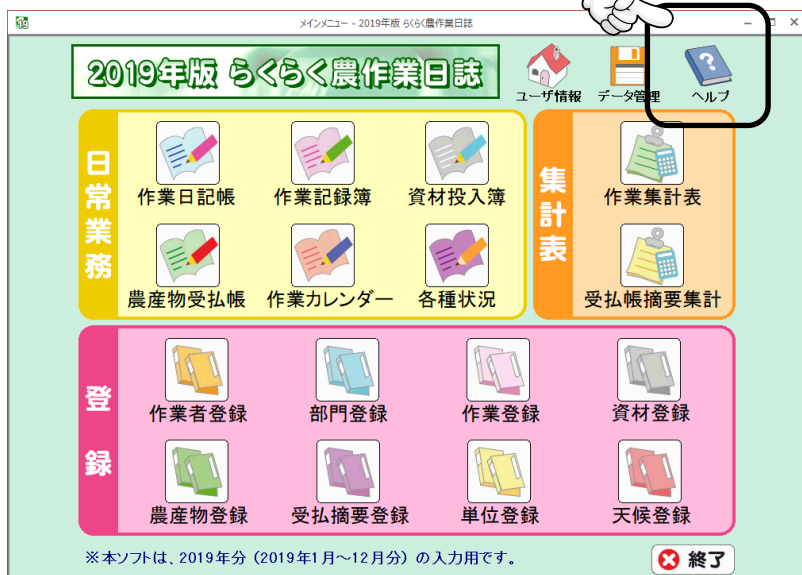 メインメニュー - 2019年版 らくらく農作業日誌
2019年版 らくらく農作業日誌
ユーザ情報
データ管理
ヘルプ
?
日常業務
作業日記帳
作業記録簿
資材投入簿
農産物受払帳
作業カレンダー
各種状況
集計表
作業集計表
受払帳摘要集計
登録
作業者登録
部門登録
作業登録
資材登録
農産物登録
受払摘要登録
単位登録
天候登録
※本ソフトは、2019年分（2019年1月～12月分）の入力用です。
終了